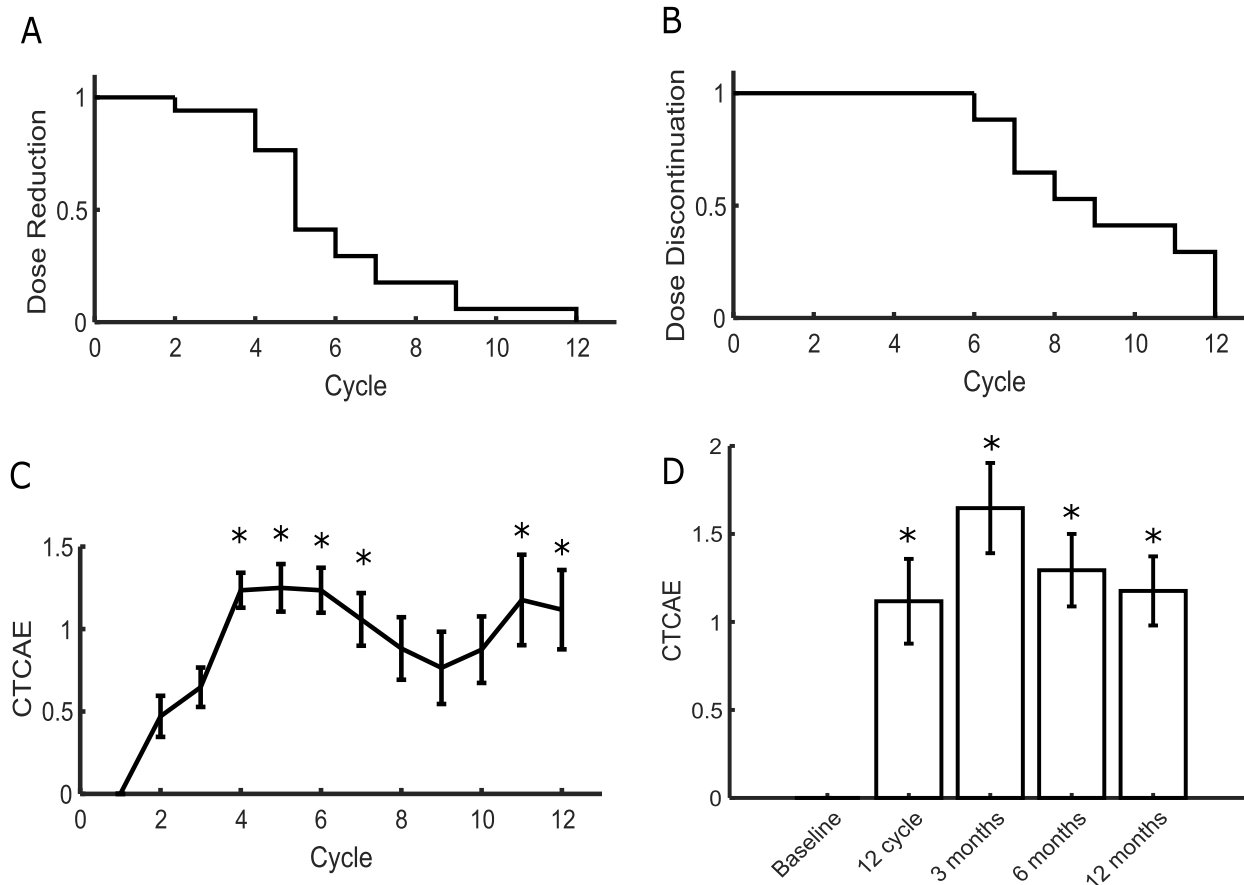 A
Dose Reduction
1
0.5
0
0 2 4 6 8 10 12
Cycle
B
Dose Discontinuation
1
0.5
0
0 2 4 6 8 10 12
Cycle
C
CTCAE
1.5
1
0.5
0
* * * * * *
0 2 4 6 8 10 12
Cycle
D
CTCAE
2
1.5
1
0.5
0
* * * *
Baseline
12 cycle
3 months
6 months
12 months